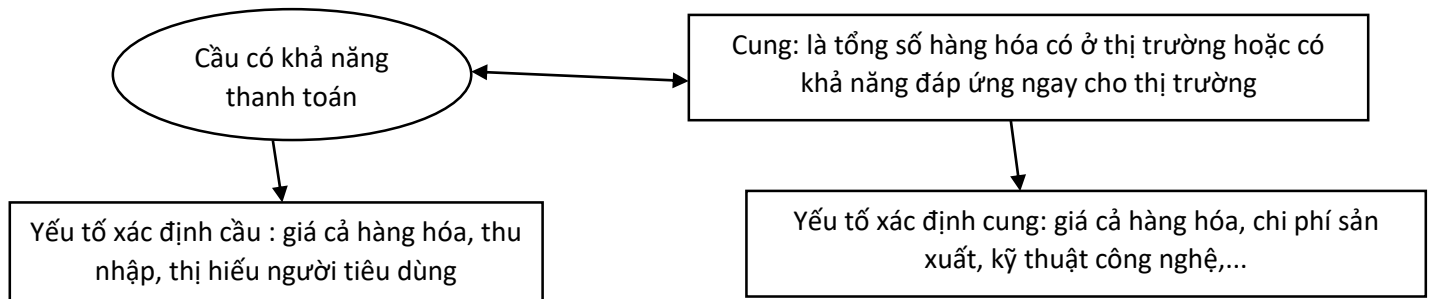 Cầu có khả năng
thanh toán
Cung: là tổng số hàng hóa có ở thị trường hoặc có
khả năng đáp ứng ngay cho thị trường
Yếu tố xác định cầu : giá cả hàng hóa, thu
nhập, thị hiếu người tiêu dùng
Yếu tố xác định cung: giá cả hàng hóa, chi phí sản
xuất, kỹ thuật công nghệ,...